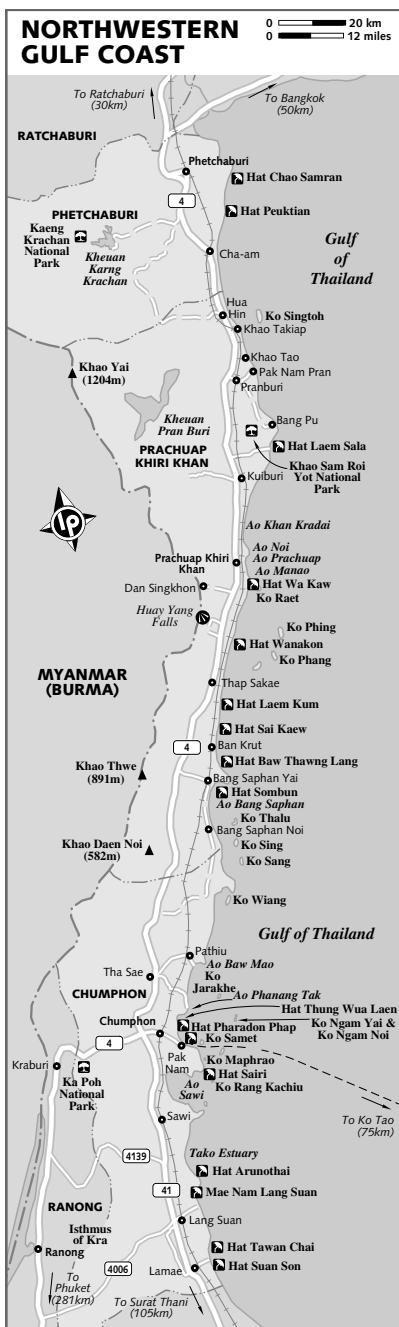 NORTHWESTERN
GULF COAST
0 20 km
0 12 miles
To Ratchaburi
(30km)
To Bangkok
(50km)
RATCHABURI
Phetchaburi
Hat Chao Samran
4
PHETCHABURI
Hat Peuktian
Kaeng
Krachan
National
Park
Kheuan
Karng
Krachan
Gulf
of
Thailand
Cha-am
Hua
Hin
Ko Singtoh
Khao Takiap
Khao Tao
Khao Yai
(1204m)
Pak Nam Pran
Pranburi
Kheuan
Pran Buri
Bang Pu
PRACHUAP
KHIRI KHAN
Hat Laem Sala
Khao Sam Roi
Yot National
Park
Kuiburi
lp
Ao Khan Kradai
Ao Noi
Prachuap Khiri
Khan
Ao Prachuap
Ao Manao
Dan Singkhon
Hat Wa Kaw
Ko Raet
Huay Yang
Falls
Ko Phing
Hat Wanakon
Ko Phang
MYANMAR
(BURMA)
Thap Sakae
Hat Laem Kum
Hat Sai Kaew
4
Ban Krut
Hat Baw Thawng Lang
Khao Thwe
(891m)
Bang Saphan Yai
Hat Sombun
Ao Bang Saphan
Ko Thalu
Bang Saphan Noi
Khao Daen Noi
(582m)
Ko Sing
Ko Sang
Ko Wiang
Gulf of Thailand
Pathiu
Ao Baw Mao
Tha Sae
Ko
Jarakhe
CHUMPHON
Ao Phanang Tak
Hat Thung Wua Laen
Chumphon
Hat Pharadon Phap
Ko Ngam Yai &
Ko Ngam Noi
4
Ko Samet
Pak
Nam
Ko Maphrao
Kraburi
Hat Sairi
Ka Poh
National
Park
Ao
Sawi
Ko Rang Kachiu
Sawi
To Ko Tao
(75km)
4139
Tako Estuary
Hat Arunothai
41
Mae Nam Lang Suan
RANONG
Isthmus
of Kra
Lang Suan
Ranong
Hat Tawan Chai
4006
Lamae
Hat Suan Son
To
Phuket
(281km)
To Surat Thani
(105km)